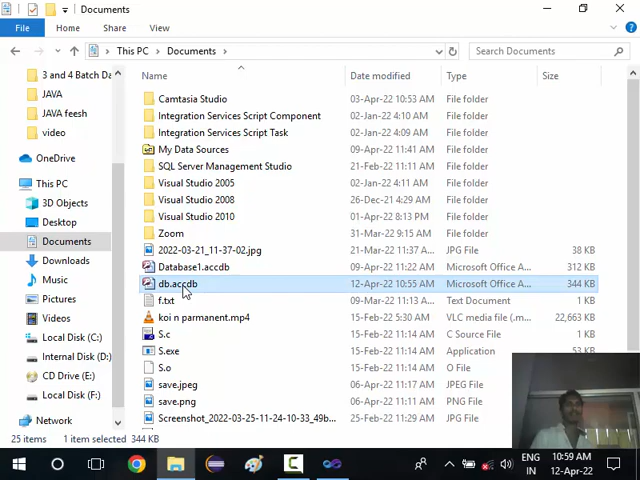 Documents
File
Home
Share
View
This PC
Documents
Search Documents
Name
Date modified
Type
Size
3 and 4 Batch Da
JAVA
JAVA feesh
video
OneDrive
This PC
3D Objects
Desktop
Documents
Downloads
Music
Pictures
Videos
Local Disk (C:)
Internal Disk (D:)
CD Drive (E:)
Local Disk (F:)
Network
Camtasia Studio 03-Apr-22 10:53 AM File folder
Integration Services Script Component 02-Jan-22 4:10 AM File folder
Integration Services Script Task 02-Jan-22 4:09 AM File folder
My Data Sources 09-Apr-22 11:41 AM File folder
SQL Server Management Studio 21-Feb-22 11:11 AM File folder
Visual Studio 2005 02-Jan-22 4:11 AM File folder
Visual Studio 2008 26-Dec-21 4:29 AM File folder
Visual Studio 2010 01-Apr-22 8:13 PM File folder
Zoom 29-Mar-22 11:00 AM File folder
2022-03-21_11-37-02.jpg 21-Mar-22 11:37 AM JPG File 38 KB
Database1.accdb 09-Apr-22 11:22 AM Microsoft Office A... 312 KB
db.accdb 12-Apr-22 10:55 AM Microsoft Office A... 344 KB
f.txt 09-Mar-22 11:13 AM Text Document 1 KB
koi n parmanent.mp4 15-Feb-22 5:30 AM VLC media file (.m... 22,663 KB
S.c 15-Feb-22 11:14 AM C Source File 1 KB
S.exe 15-Feb-22 11:14 AM Application 53 KB
S.o 15-Feb-22 11:14 AM O File
save.jpeg 06-Apr-22 11:17 AM JPEG File
save.png 06-Apr-22 11:17 AM PNG File
Screenshot_2022-03-25-11-24-10-33_49b... 25-Feb-22 11:29 AM JPG File
25 items
1 item selected 344 KB
ENG
IN
10:59 AM
12-Apr-22